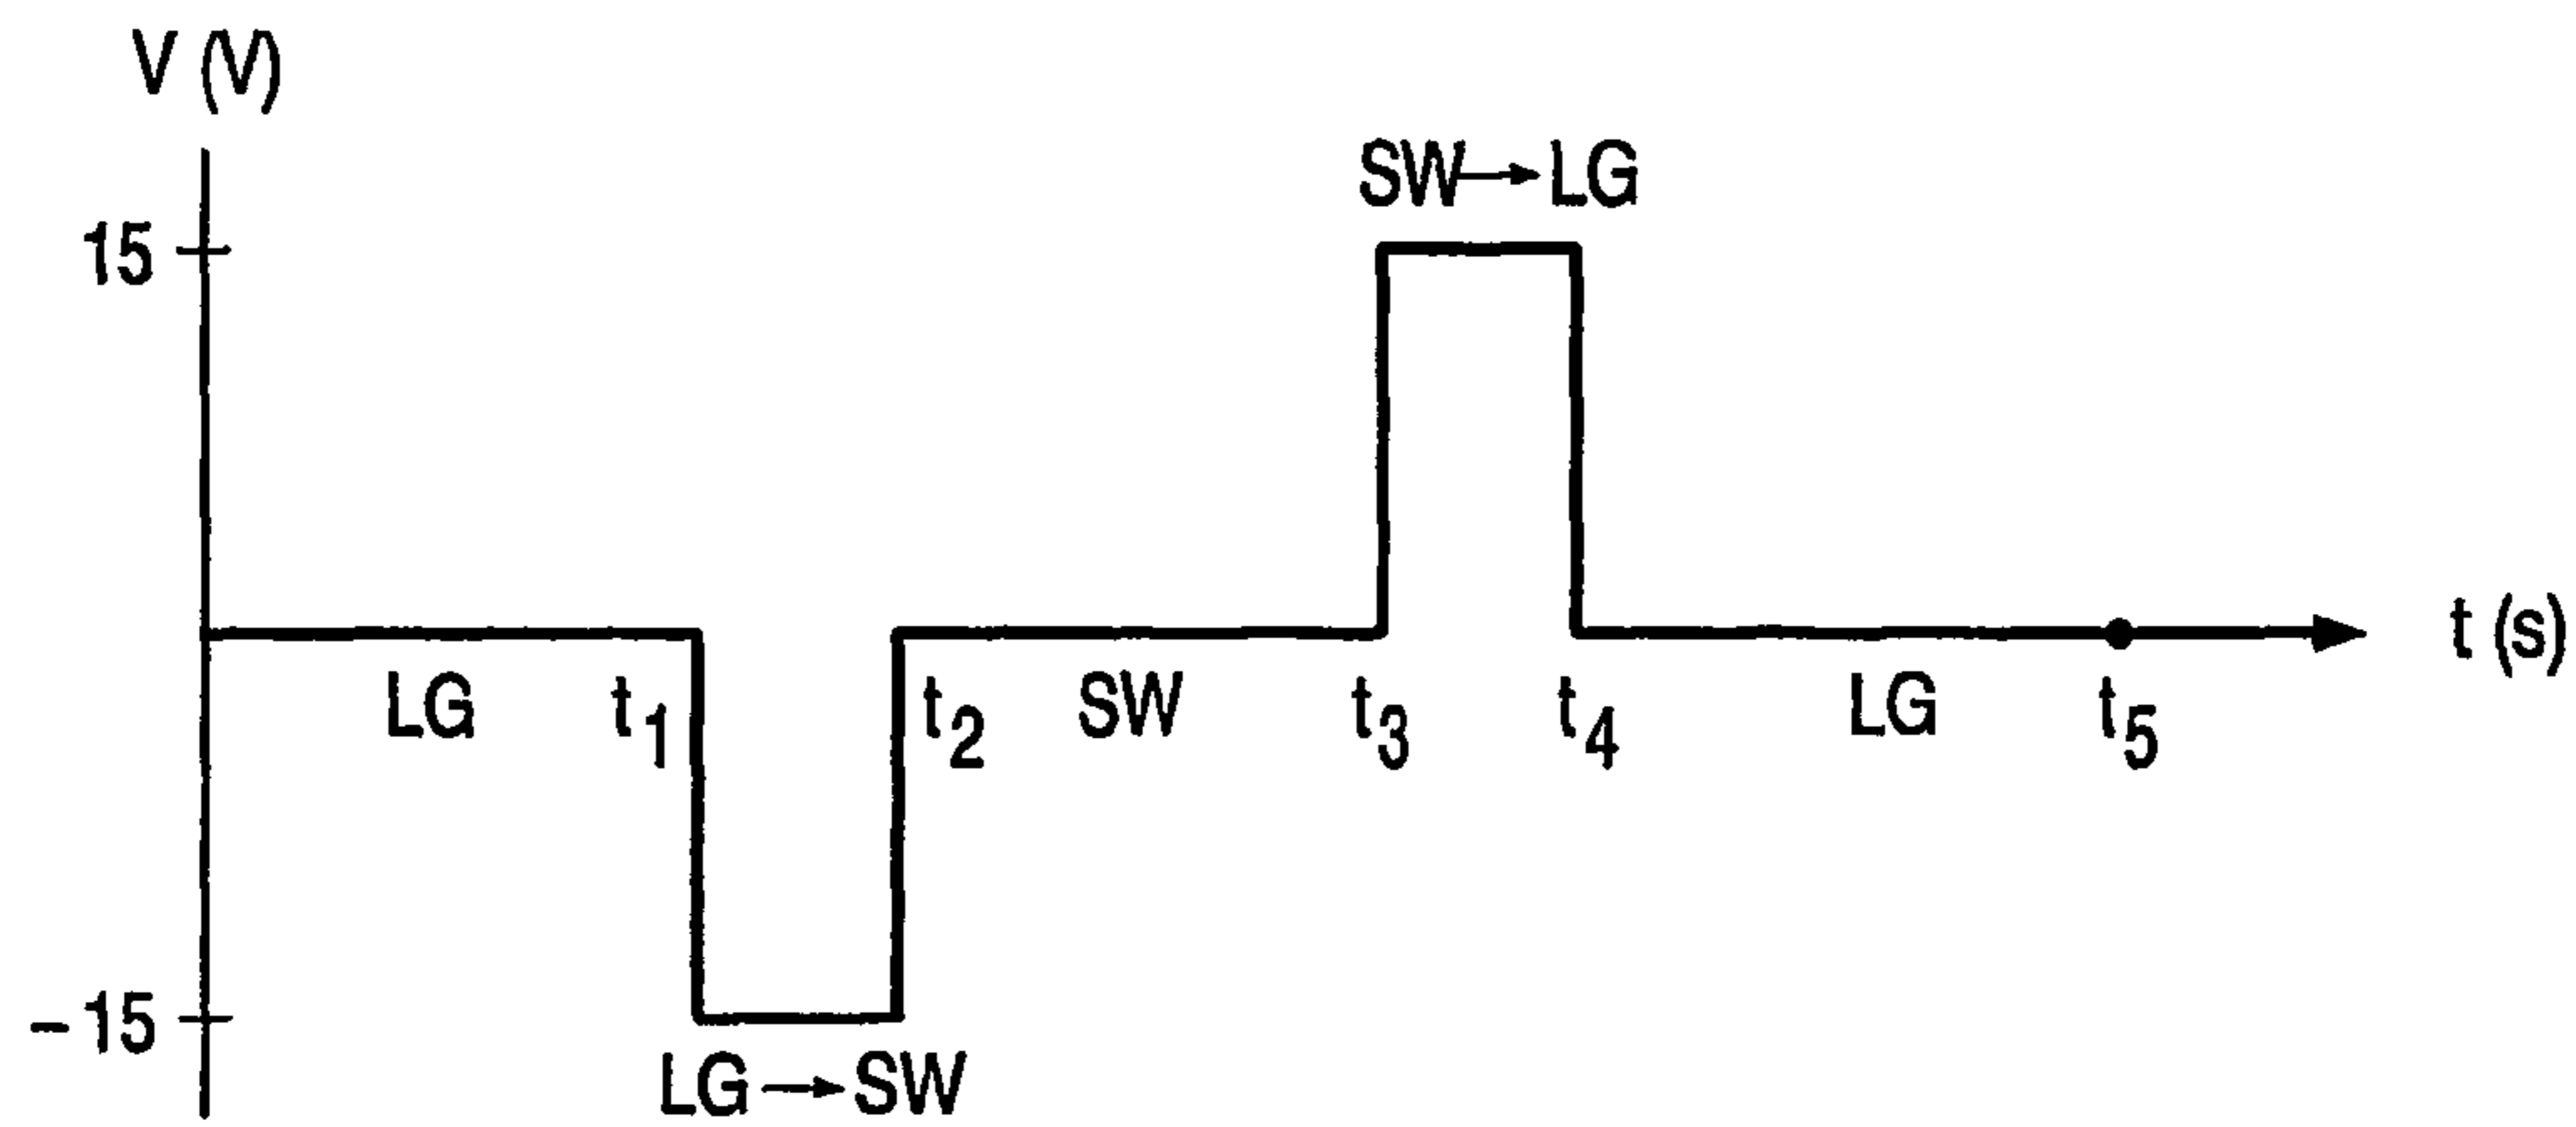 V (V)
SW→LG
15
t (s)
LG t1 t2 SW t3 t4 LG t5
-15
LG→SW